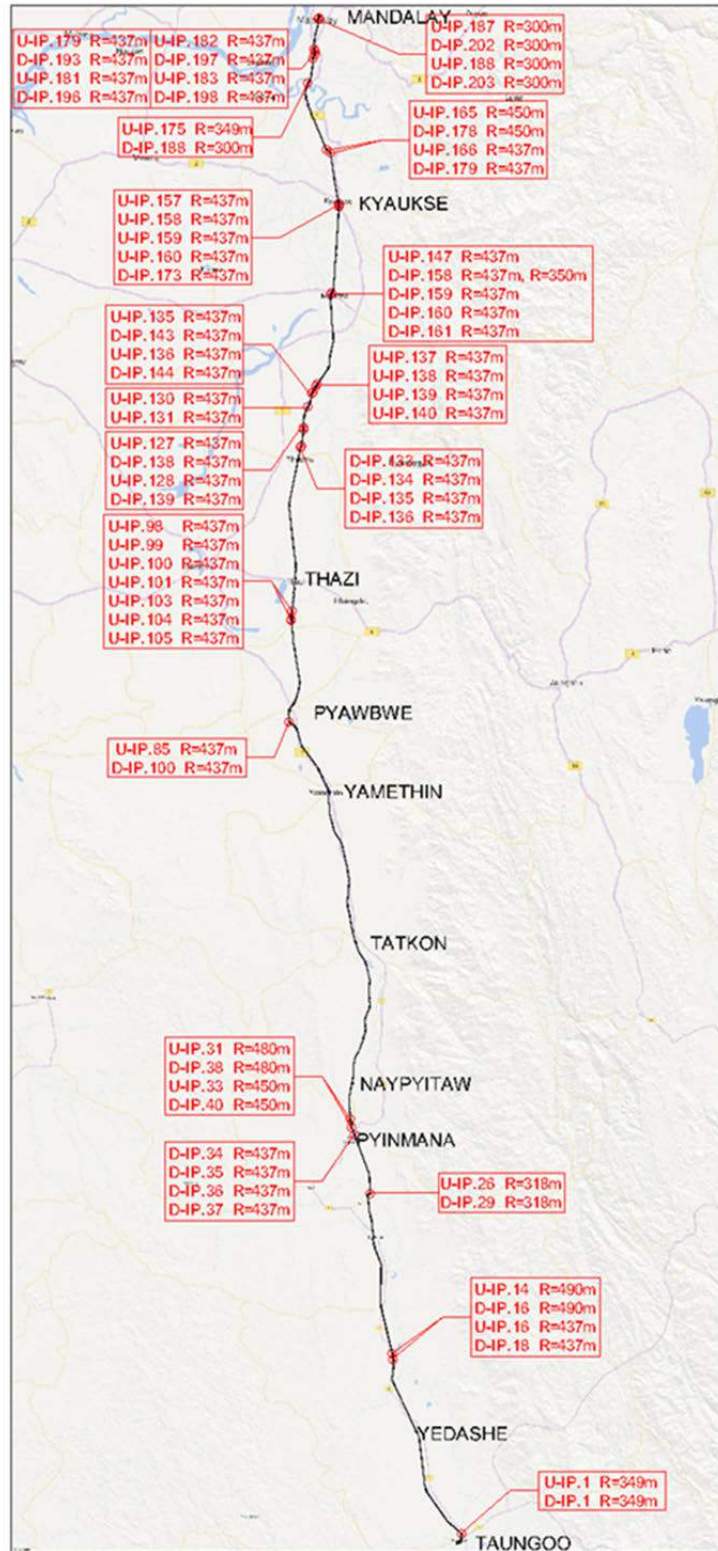 MANDALAY
U-IP.179 R=437m
D-IP.193 R=437m
U-IP.181 R=437m
D-IP.196 R=437m
U-IP.182 R=437m
D-IP.197 R=437m
U-IP.183 R=437m
D-IP.198 R=437m
U-IP.187 R=300m
D-IP.202 R=300m
U-IP.188 R=300m
D-IP.203 R=300m
U-IP.175 R=349m
D-IP.188 R=300m
U-IP.165 R=450m
D-IP.178 R=450m
U-IP.166 R=437m
D-IP.179 R=437m
U-IP.157 R=437m
U-IP.158 R=437m
U-IP.159 R=437m
U-IP.160 R=437m
D-IP.173 R=437m
KYAUKSE
U-IP.147 R=437m
D-IP.158 R=437m, R=350m
D-IP.159 R=437m
D-IP.160 R=437m
D-IP.161 R=437m
U-IP.135 R=437m
D-IP.143 R=437m
U-IP.136 R=437m
D-IP.144 R=437m
U-IP.137 R=437m
U-IP.138 R=437m
U-IP.139 R=437m
U-IP.140 R=437m
U-IP.130 R=437m
U-IP.131 R=437m
U-IP.127 R=437m
D-IP.138 R=437m
U-IP.128 R=437m
D-IP.139 R=437m
D-IP.133 R=437m
D-IP.134 R=437m
D-IP.135 R=437m
D-IP.136 R=437m
U-IP.98 R=437m
U-IP.99 R=437m
U-IP.100 R=437m
U-IP.101 R=437m
U-IP.103 R=437m
U-IP.104 R=437m
U-IP.105 R=437m
THAZI
PYAWBWE
U-IP.85 R=437m
D-IP.100 R=437m
YAMETHIN
TATKON
U-IP.31 R=480m
D-IP.38 R=480m
U-IP.33 R=450m
D-IP.40 R=450m
NAYPYITAW
PYINMANA
D-IP.34 R=437m
D-IP.35 R=437m
D-IP.36 R=437m
D-IP.37 R=437m
U-IP.26 R=318m
D-IP.29 R=318m
U-IP.14 R=490m
D-IP.16 R=490m
U-IP.16 R=437m
D-IP.18 R=437m
YEDASHE
U-IP.1 R=349m
D-IP.1 R=349m
TAUNGOO